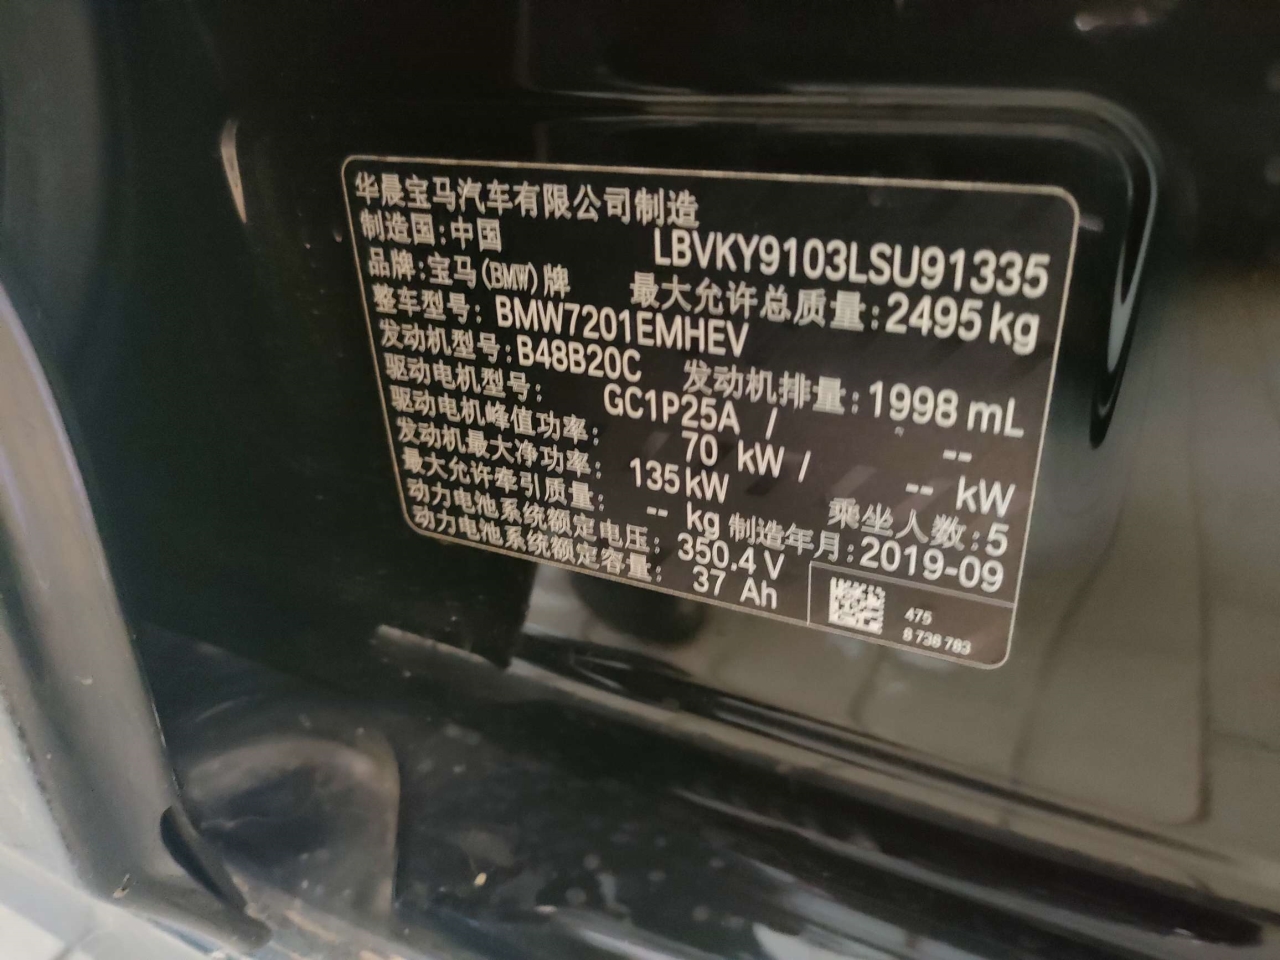 华晨宝马汽车有限公司制造
制造国:中国 LBVKY9103LSU91335
品牌:宝马(BMW)牌 最大允许总质量:2495kg
整车型号:BMW7201EMHEV
发动机型号:B48B20C 发动机排量:1998 mL
驱动电机型号: GC1P25A / --
驱动电机峰值功率: 70 kW / -- kW
发动机最大净功率: 135kW 乘坐人数:5
最大允许牵引质量: -- kg 制造年月:2019-09
动力电池系统额定电压: 350.4 V
动力电池系统额定容量: 37 Ah
475
8 738 783